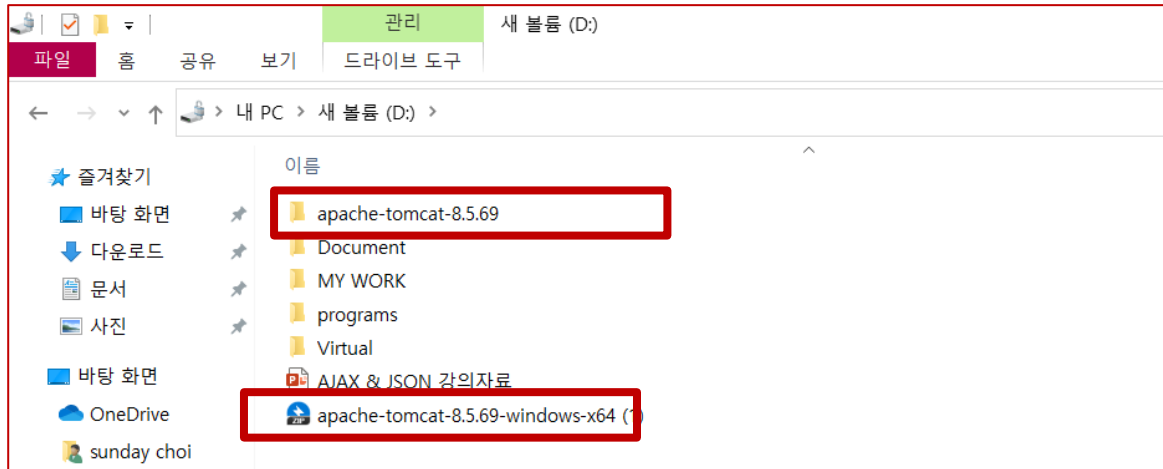 관리
새 볼륨 (D:)
파일
홈
공유
보기
드라이브 도구
내 PC > 새 볼륨 (D:) >
즐겨찾기
바탕 화면
다운로드
문서
사진
바탕 화면
OneDrive
sunday choi
이름
apache-tomcat-8.5.69
Document
MY WORK
programs
Virtual
AJAX & JSON 강의자료
apache-tomcat-8.5.69-windows-x64 (1)